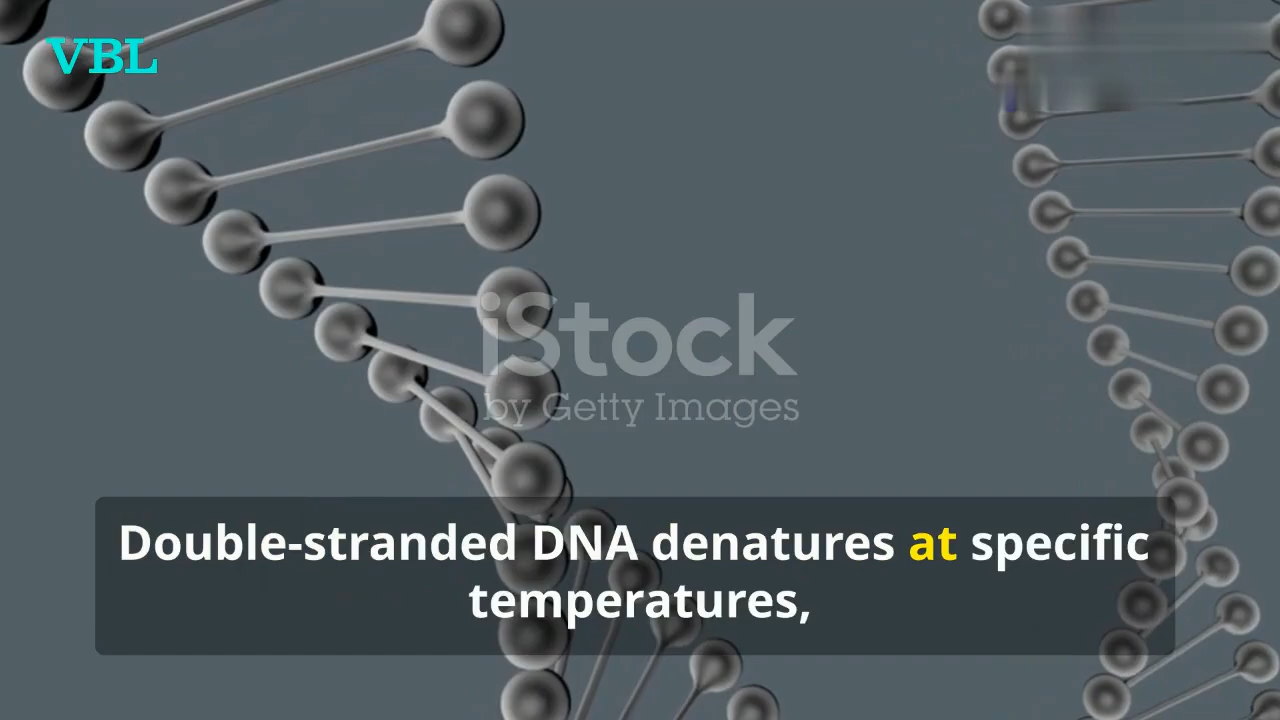 VBL
iStock
by Getty Images
Double-stranded DNA denatures at specific
temperatures,